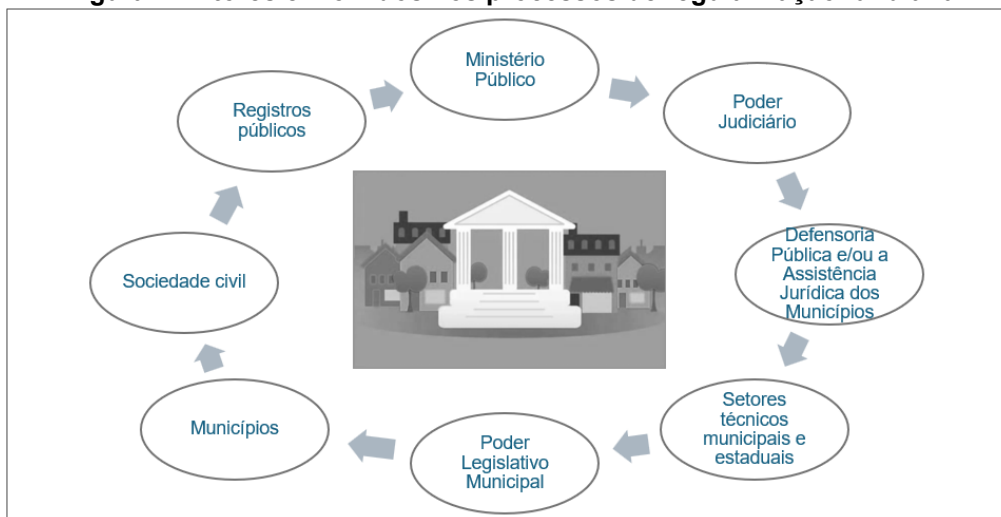 Ministério
Público
Poder
Judiciário
Defensoria
Pública e/ou a
Assistência
Jurídica dos
Municípios
Setores
técnicos
municipais e
estaduais
Poder
Legislativo
Municipal
Municípios
Sociedade civil
Registros
públicos